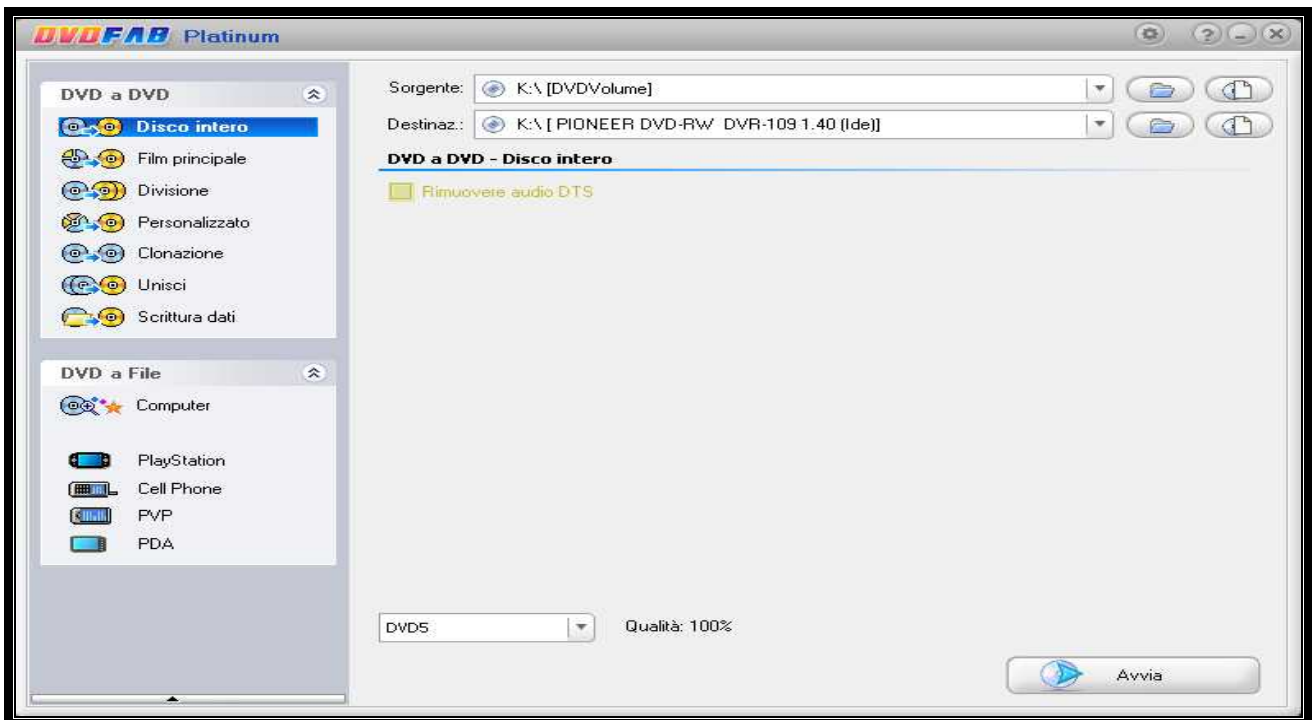 DVDFAB Platinum
DVD a DVD
Disco intero
Film principale
Divisione
Personalizzato
Clonazione
Unisci
Scrittura dati
DVD a File
Computer
PlayStation
Cell Phone
PVP
PDA
Sorgente: K:\ [DVDVolume]
Destinaz.: K:\ [ PIONEER DVD-RW DVR-109 1.40 (Ide)]
DVD a DVD - Disco intero
Rimuovere audio DTS
DVD5 Qualità: 100%
Avvia